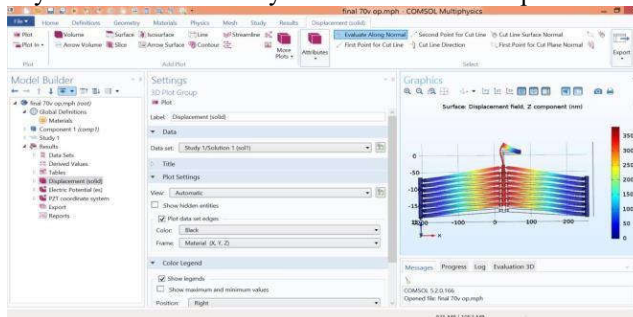 final 70v op.mph - COMSOL Multiphysics
File Home Definitions Geometry Materials Physics Mesh Study Results Displacement (solid)
Plot
Plot In
Volume Surface Isosurface Line Streamline
Arrow Volume Slice Arrow Surface Contour
More Plots
Attributes
Evaluate Along Normal Second Point for Cut Line Cut Line Surface Normal
First Point for Cut Line Cut Line Direction First Point for Cut Plane Normal
Export
Plot Add Plot Select
Model Builder
final 70v op.mph (root)
Global Definitions
Materials
Component 1 (comp1)
Study 1
Results
Data Sets
Derived Values
Tables
Displacement (solid)
Electric Potential (es)
PZT coordinate system
Export
Reports
Settings
3D Plot Group
Plot
Label: Displacement (solid)
Data
Data set: Study 1/Solution 1 (sol1)
Title
Plot Settings
View: Automatic
Show hidden entities
Plot data set edges
Color: Black
Frame: Material (X, Y, Z)
Color Legend
Show legends
Show maximum and minimum values
Position: Right
Graphics
Surface: Displacement field, Z component (nm)
0
-50
-10
-15
-100 0 100 200
350
300
250
200
150
100
50
0
x
Messages Progress Log Evaluation 3D
COMSOL 5.2.0.166
Opened file: final 70v op.mph